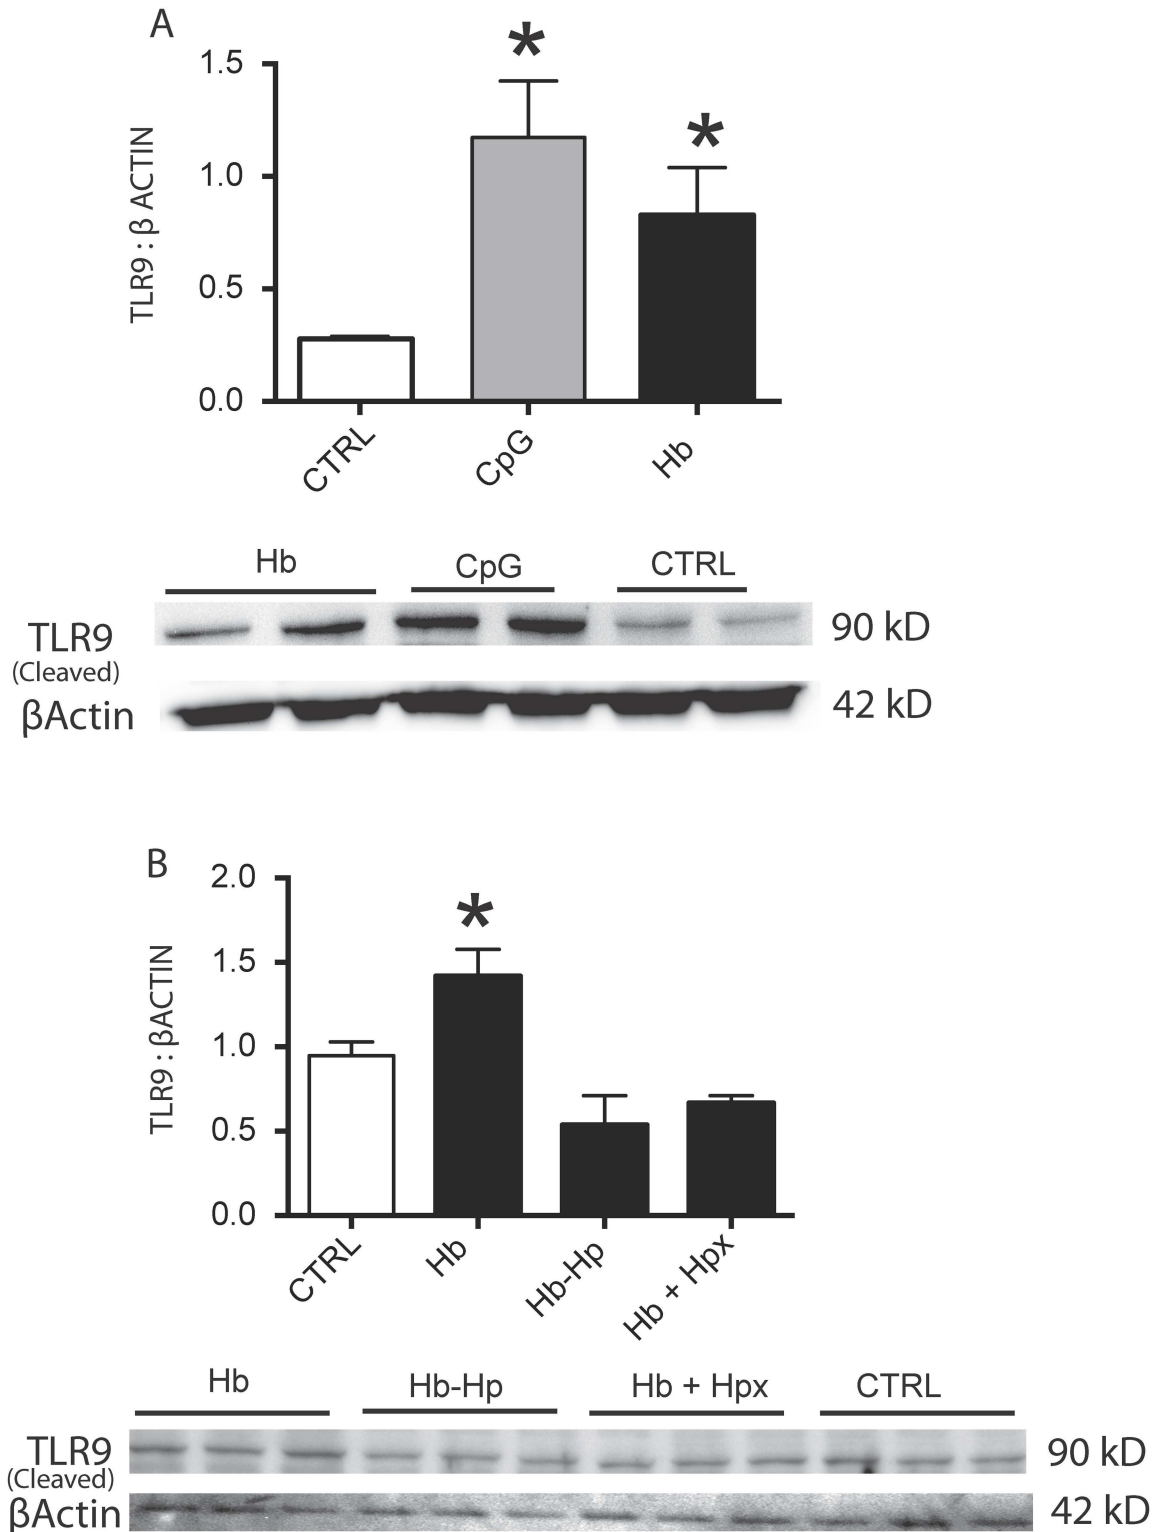 A
*
*
1.5
1.0
0.5
0.0
TLR9 : β ACTIN
CTRL
CpG
Hb
Hb CpG CTRL
TLR9 90 kD
(Cleaved)
βActin 42 kD
B
*
2.0
1.5
1.0
0.5
0.0
TLR9 : βACTIN
CTRL
Hb
Hb-Hp
Hb + Hpx
Hb Hb-Hp Hb + Hpx CTRL
TLR9 90 kD
(Cleaved)
βActin 42 kD